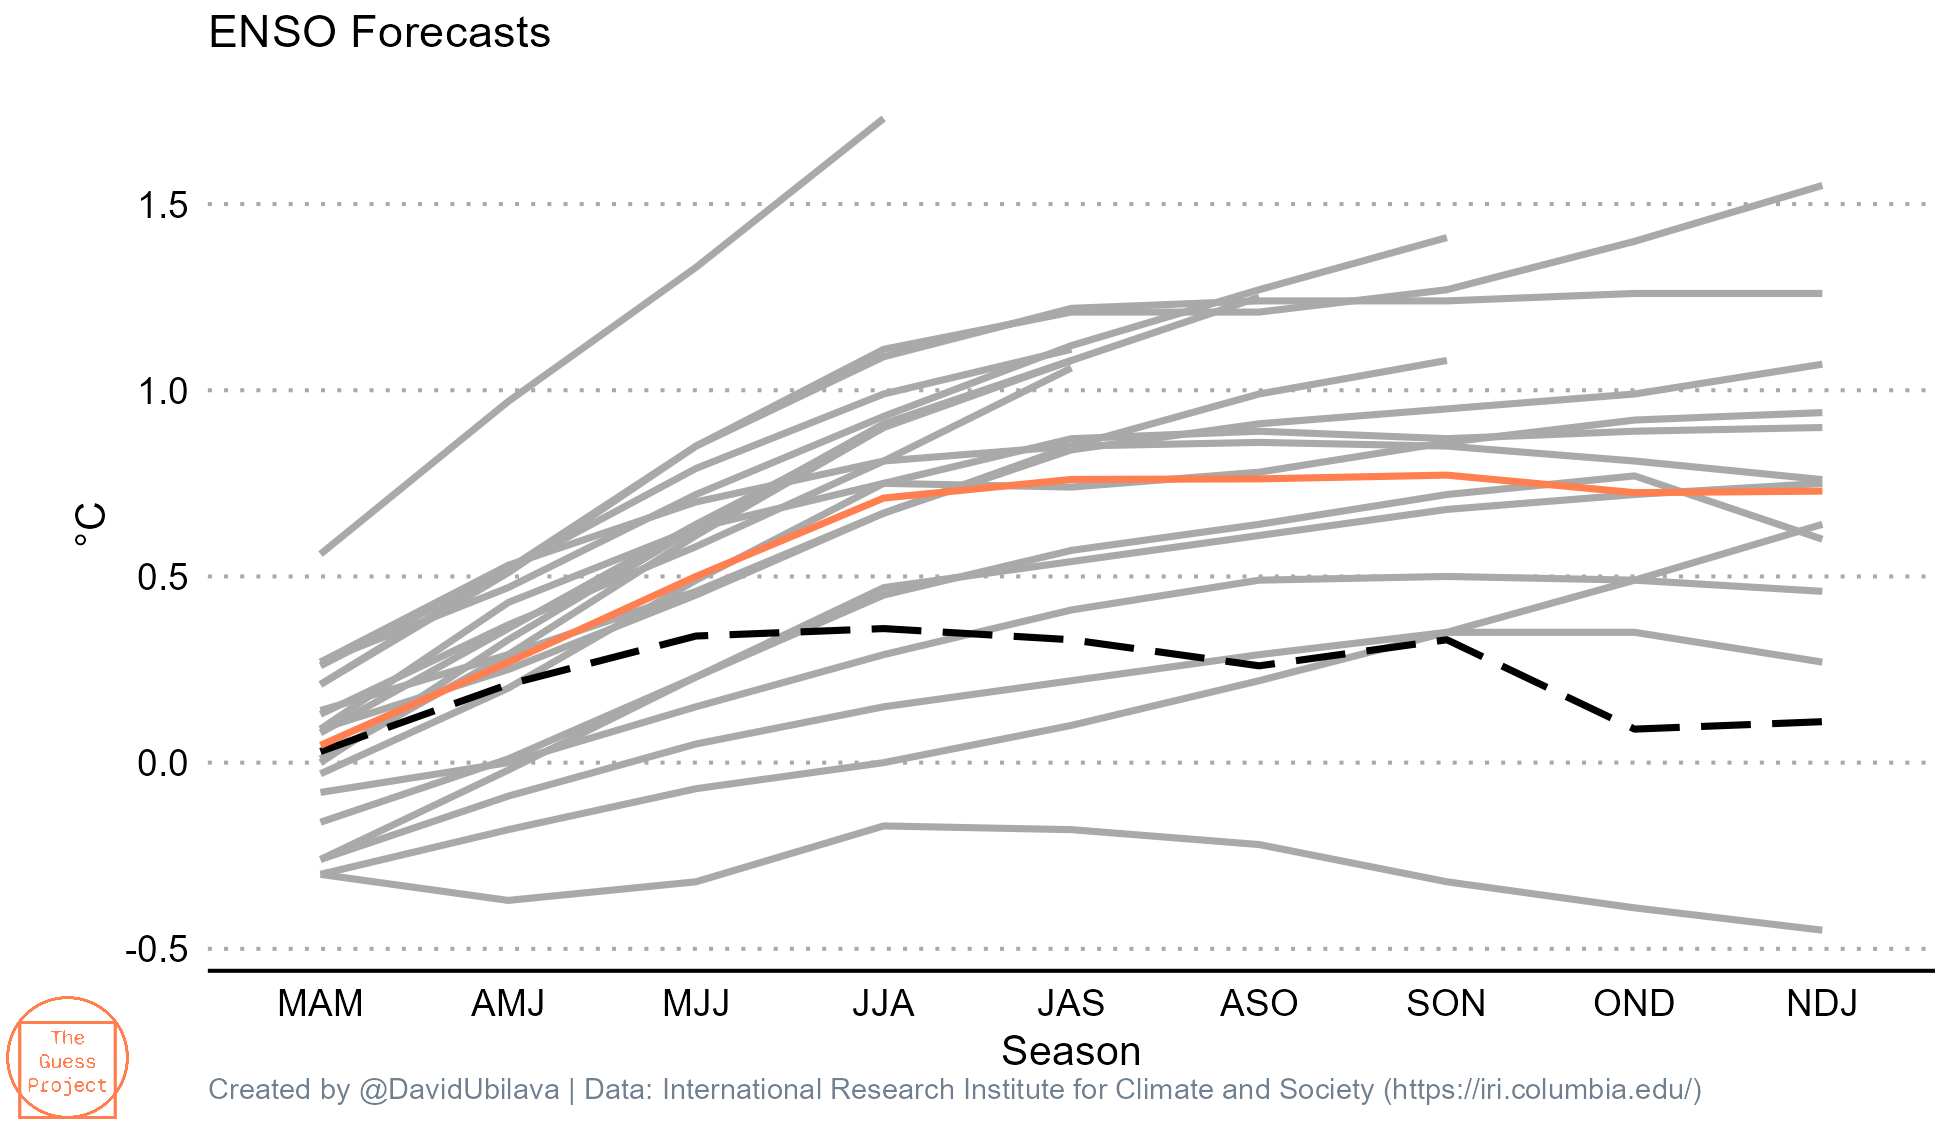 ENSO Forecasts
1.5
1.0
0.5
0.0
-0.5
°C
MAM AMJ MJJ JJA JAS ASO SON OND NDJ
Season
Created by @DavidUbilava | Data: International Research Institute for Climate and Society (https://iri.columbia.edu/)
The
Guess
Project